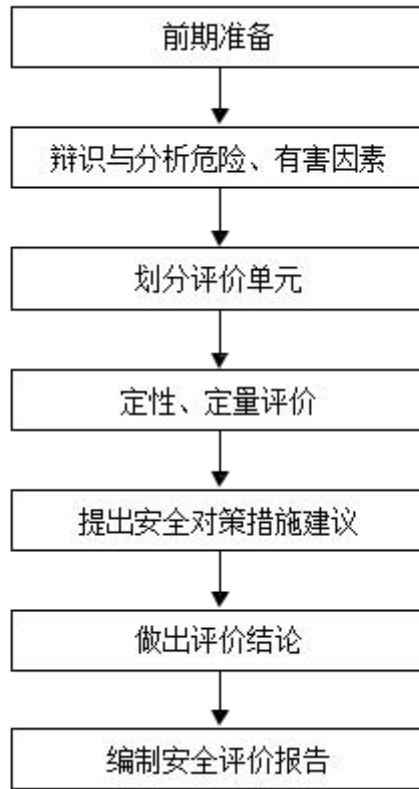 前期准备
辩识与分析危险、有害因素
划分评价单元
定性、定量评价
提出安全对策措施建议
做出评价结论
编制安全评价报告